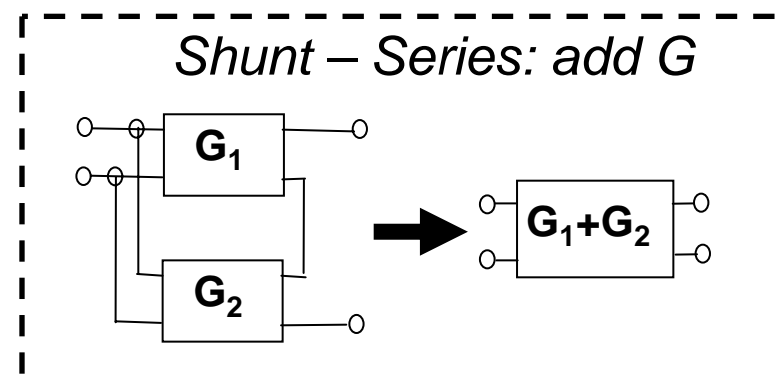 Shunt – Series: add G
G₁
G₁+G₂
G₂